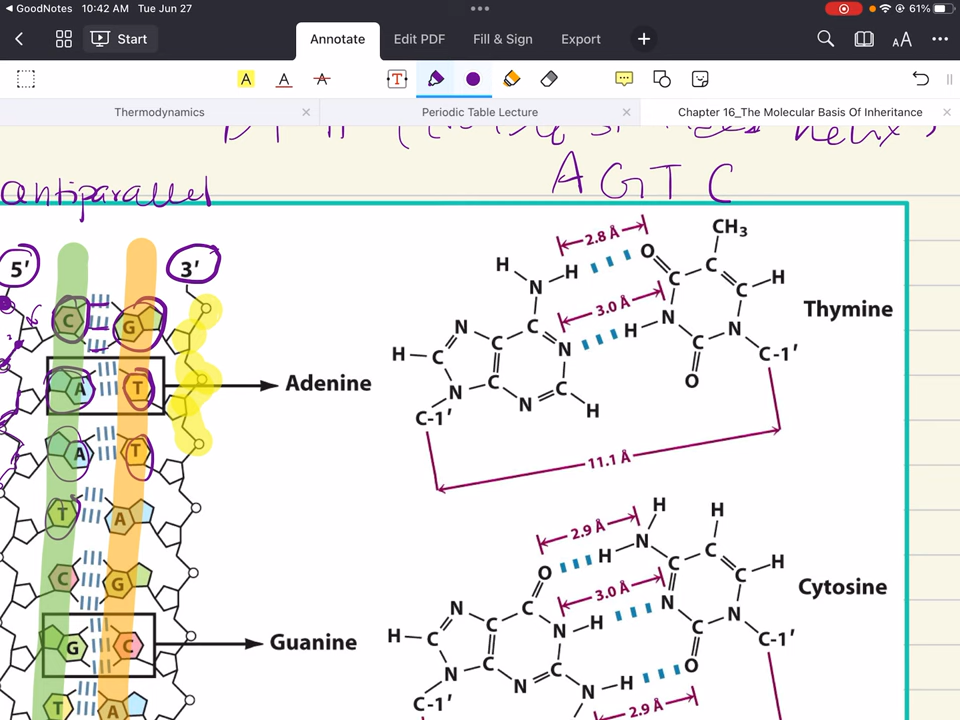 GoodNotes 10:42 AM Tue Jun 27 61%
Start Annotate Edit PDF Fill & Sign Export
A A A T
Thermodynamics Periodic Table Lecture Chapter 16_The Molecular Basis Of Inheritance
helix
antiparallel A G T C
5' 3'
C G
A T
A T
T A
C G
G C
T A
Adenine
Guanine
2.8 Å
CH₃
H
H
O
C
C
H
N
3.0 Å
C
Thymine
N
C
N
H
N
H
C
C
N
C
C-1'
N
C
N
C
H
O
C-1'
11.1 Å
2.9 Å
H
H
H
N
C
C
H
O
3.0 Å
C
Cytosine
N
C
N
H
N
N
H
C
C
C
C-1'
N
C
N
C
O
C-1'
N
H
2.9 Å